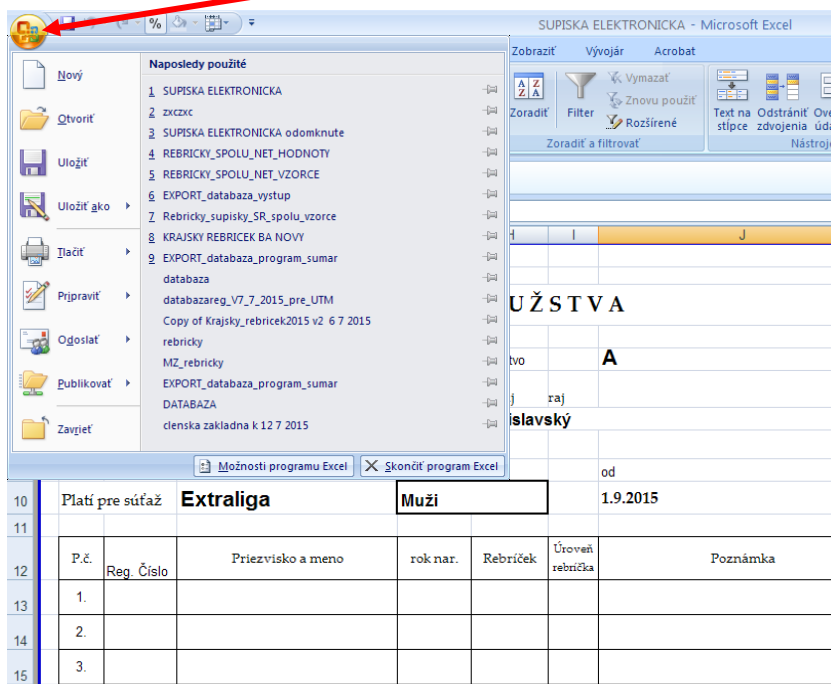 SUPISKA ELEKTRONICKA - Microsoft Excel
%
Zobraziť Vývojár Acrobat
Nový
Otvoriť
Uložiť
Uložiť ako
Tlačiť
Pripraviť
Odoslať
Publikovať
Zavrieť
Naposledy použité
1 SUPISKA ELEKTRONICKA
2 zxczxc
3 SUPISKA ELEKTRONICKA odomknute
4 REBRICKY_SPOLU_NET_HODNOTY
5 REBRICKY_SPOLU_NET_VZORCE
6 EXPORT_databaza_vystup
7 Rebricky_supisky_SR_spolu_vzorce
8 KRAJSKY REBRICEK BA NOVY
9 EXPORT_databaza_program_sumar
databaza
databazareg_V7_7_2015_pre_UTM
Copy of Krajsky_rebricek2015 v2 6 7 2015
rebricky
MZ_rebricky
EXPORT_databaza_program_sumar
DATABAZA
clenska zakladna k 12 7 2015
Možnosti programu Excel Skončiť program Excel
Zoradiť
Filter
Vymazať
Znovu použiť
Rozšírené
Zoradiť a filtrovať
Text na stĺpce
Odstrániť zdvojenia
Ove
úda
Nástroje
H I J
UŽSTVA
tvo A
j raj
islavský
od
10 Platí pre súťaž Extraliga Muži 1.9.2015
11
12 P.č. Reg. Číslo Priezvisko a meno rok nar. Rebríček Úroveň rebríčka Poznámka
13 1.
14 2.
15 3.